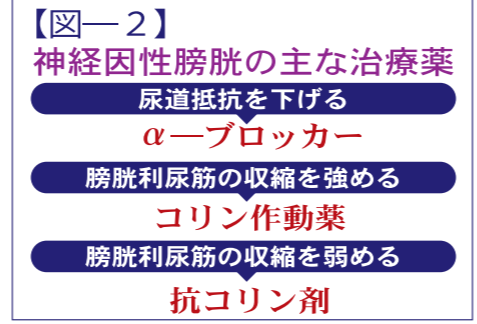 【図―２】
神経因性膀胱の主な治療薬
尿道抵抗を下げる
α―ブロッカー
膀胱利尿筋の収縮を強める
コリン作動薬
膀胱利尿筋の収縮を弱める
抗コリン剤